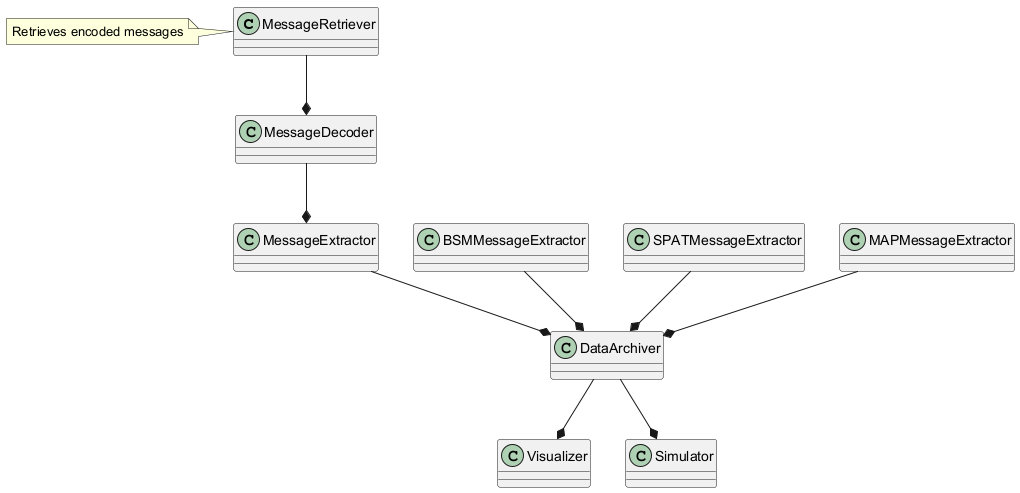 Retrieves encoded messages
C MessageRetriever
C MessageDecoder
C MessageExtractor
C BSMMessageExtractor
C SPATMessageExtractor
C MAPMessageExtractor
C DataArchiver
C Visualizer
C Simulator